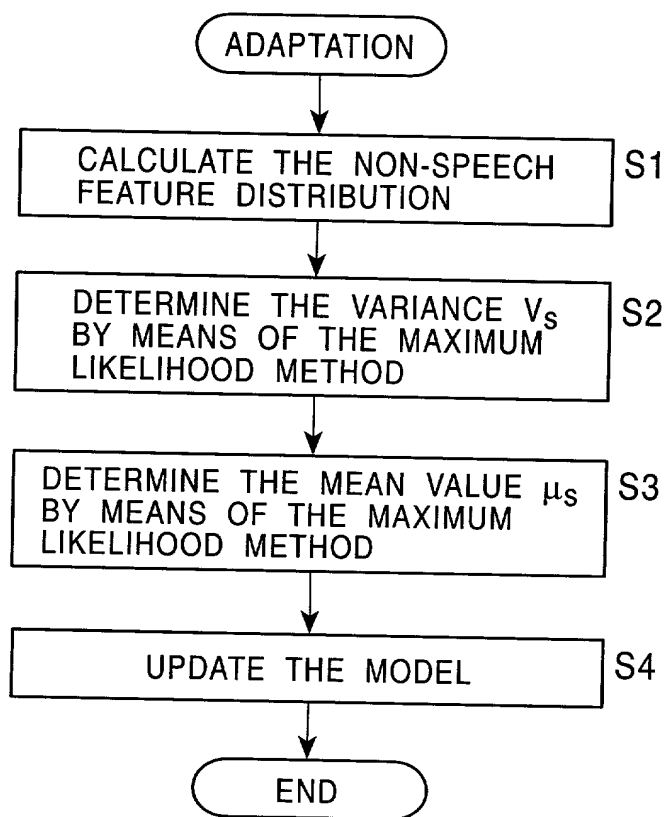 ADAPTATION
CALCULATE THE NON-SPEECH
FEATURE DISTRIBUTION
S1
DETERMINE THE VARIANCE Vs
BY MEANS OF THE MAXIMUM
LIKELIHOOD METHOD
S2
DETERMINE THE MEAN VALUE μs
BY MEANS OF THE MAXIMUM
LIKELIHOOD METHOD
S3
UPDATE THE MODEL
S4
END